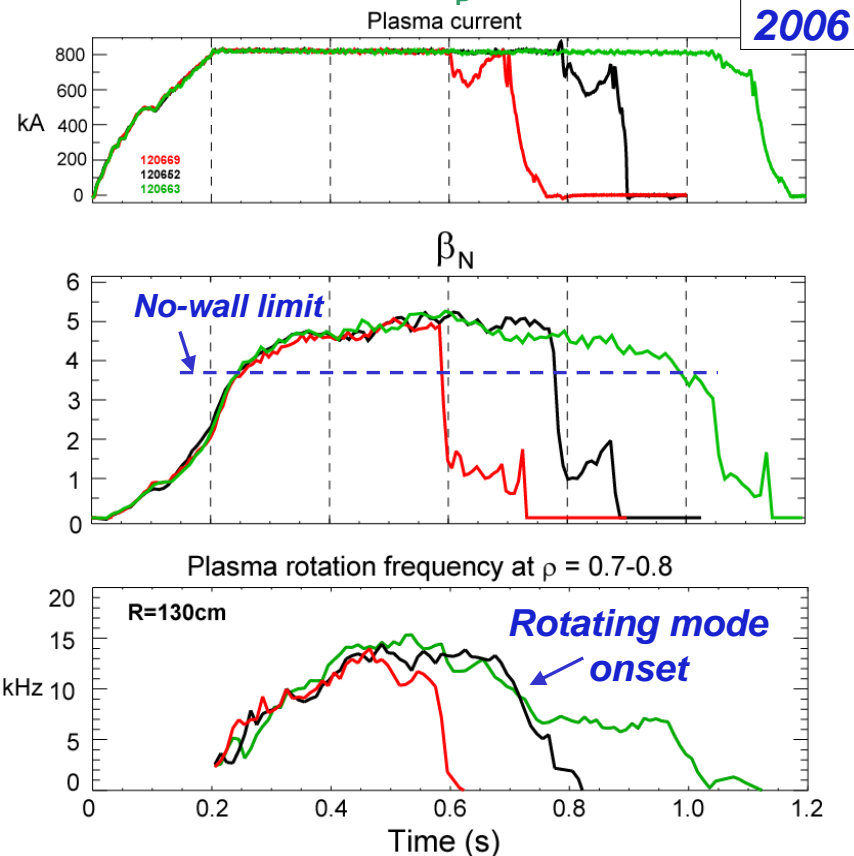 2006
Plasma current
800
600
kA
400
200
0
120669
120652
120663
βN
6
5
4
3
2
1
0
No-wall limit
Plasma rotation frequency at ρ = 0.7-0.8
20
15
kHz
10
5
0
R=130cm
Rotating mode
onset
0 0.2 0.4 0.6 0.8 1.0 1.2
Time (s)